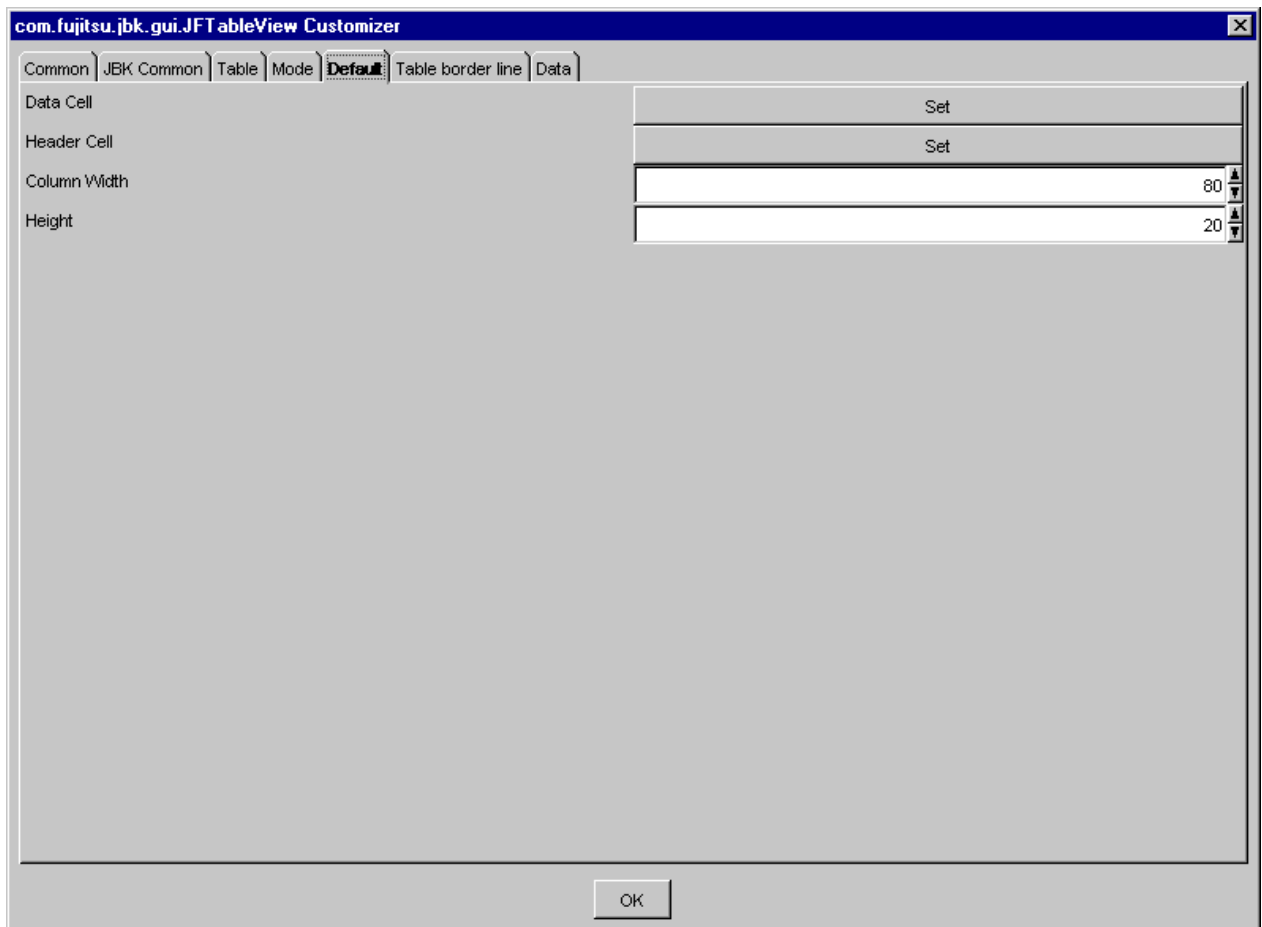 com.fujitsu.jbk.gui.JFTableView Customizer
Common JBK Common Table Mode Default Table border line Data
Data Cell Set
Header Cell Set
Column Width 80
Height 20
OK